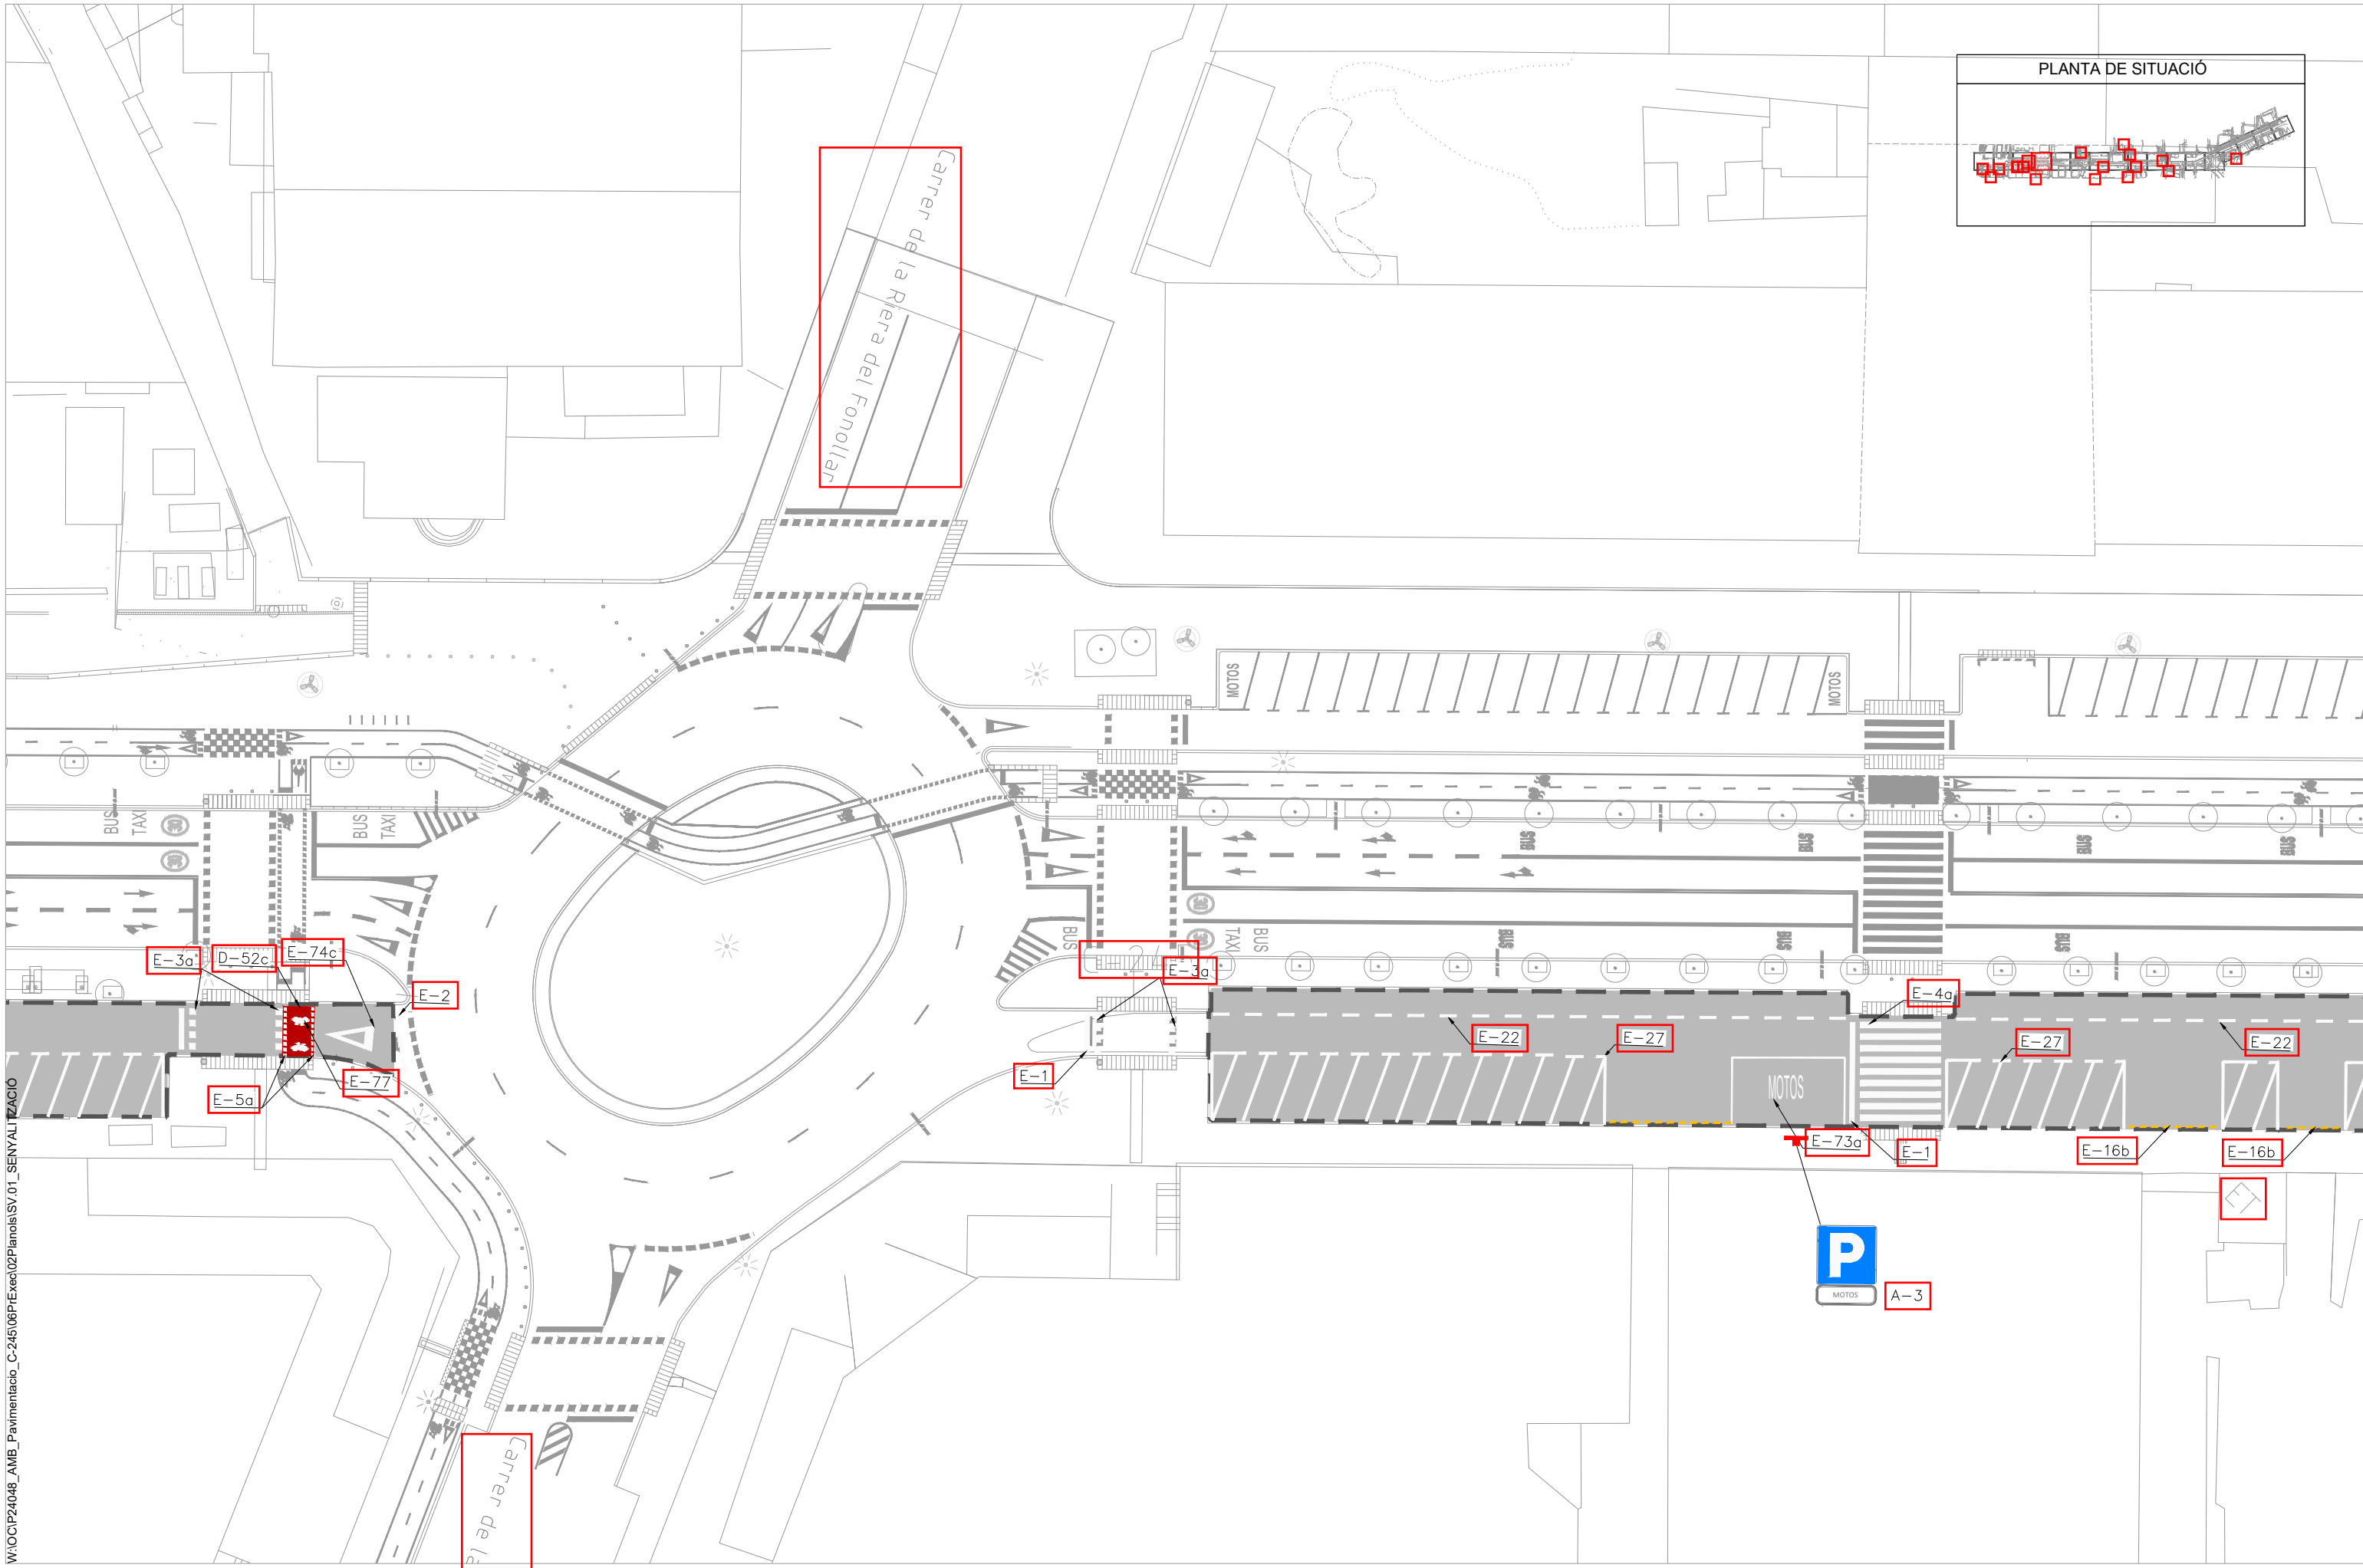 PLANTA DE SITUACIÓ
Carrer de la Riera del Fonollar
MOTOS
MOTOS
BUS
TAXI
BUS
TAXI
BUS
BUS
BUS
BUS
E-3a
D-52c
E-74c
E-2
BUS
E-3a
TAXI
BUS
BUS
BUS
BUS
E-4a
E-22
E-27
E-27
E-22
E-77
E-5a
E-1
MOTOS
E-73a
E-1
E-16b
E-16b
P
MOTOS
A-3
Carrer de la
W:\OC\P24048_AMB_Pavimentacio_C-245\06PrExec\02Planols\SV.01_SENYALITZACIÓ